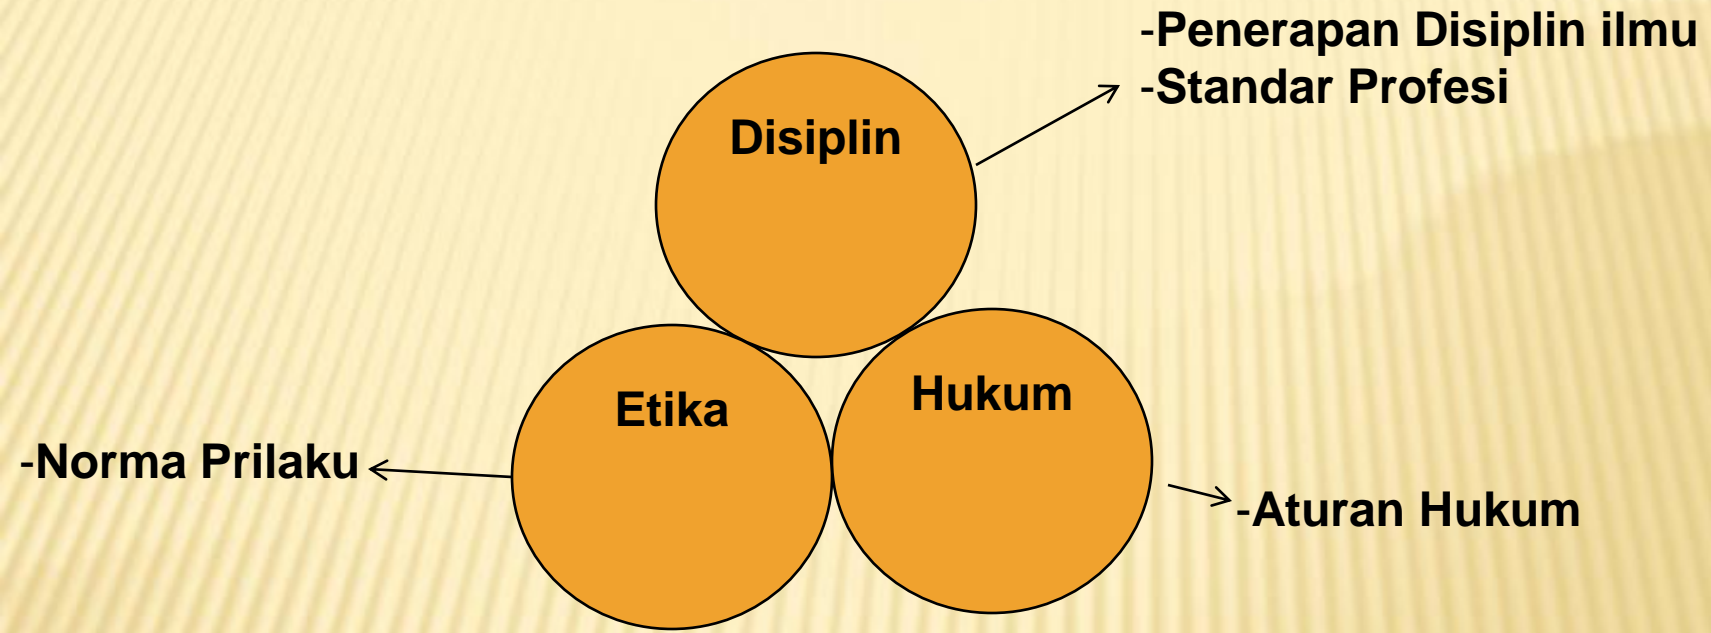 -Penerapan Disiplin ilmu
-Standar Profesi
Disiplin
Etika
Hukum
-Norma Prilaku
-Aturan Hukum